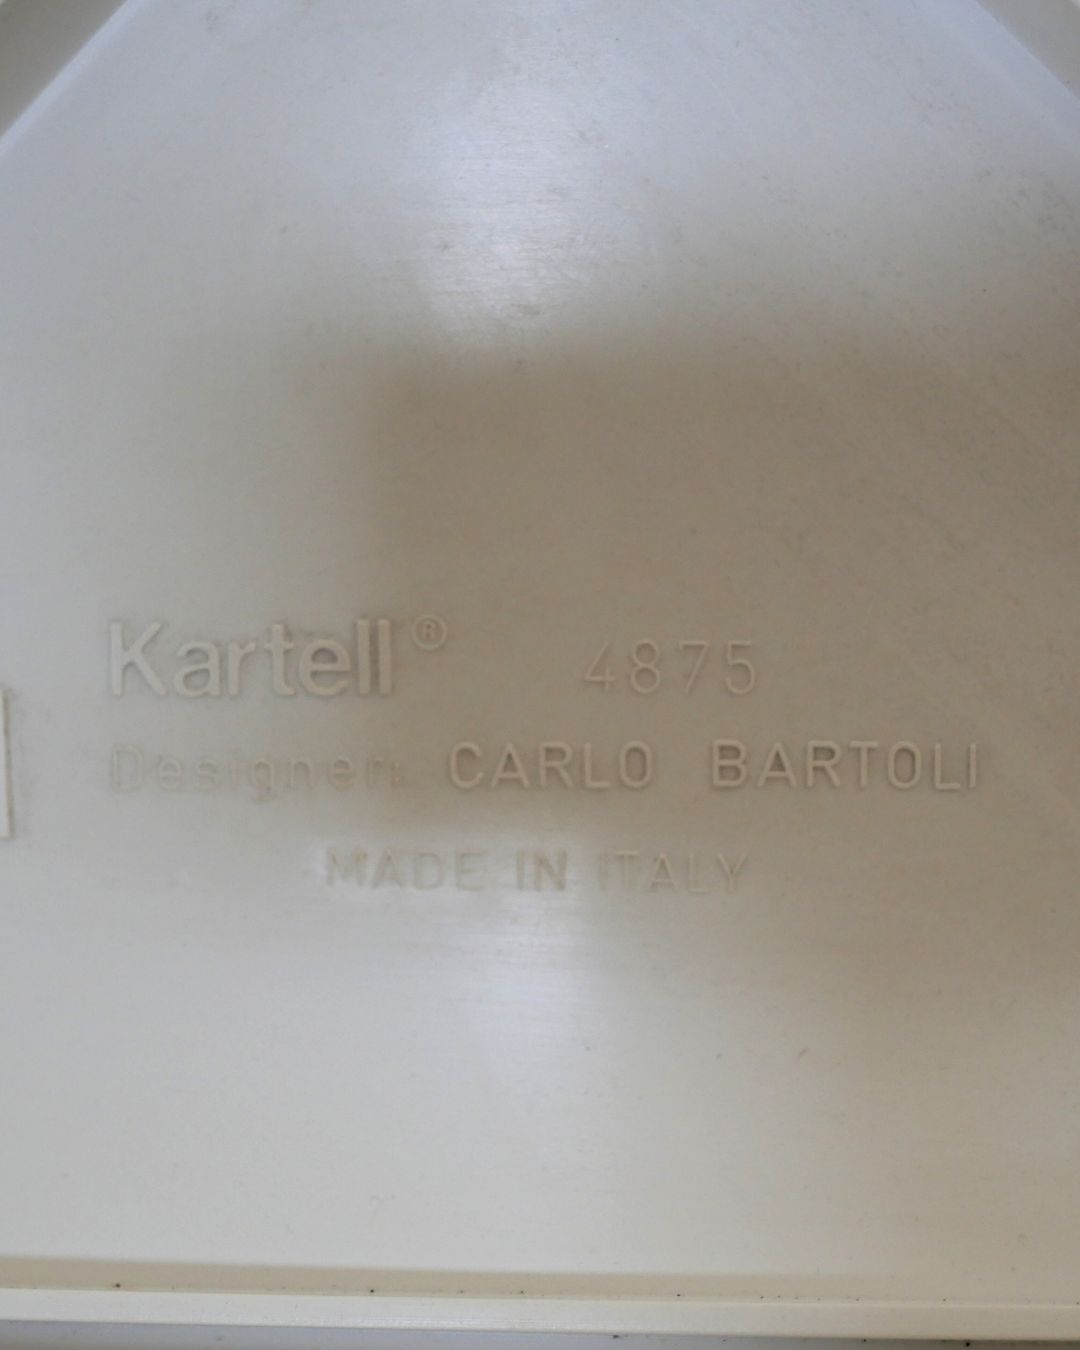 Kartell® 4875
Designer: CARLO BARTOLI
MADE IN ITALY